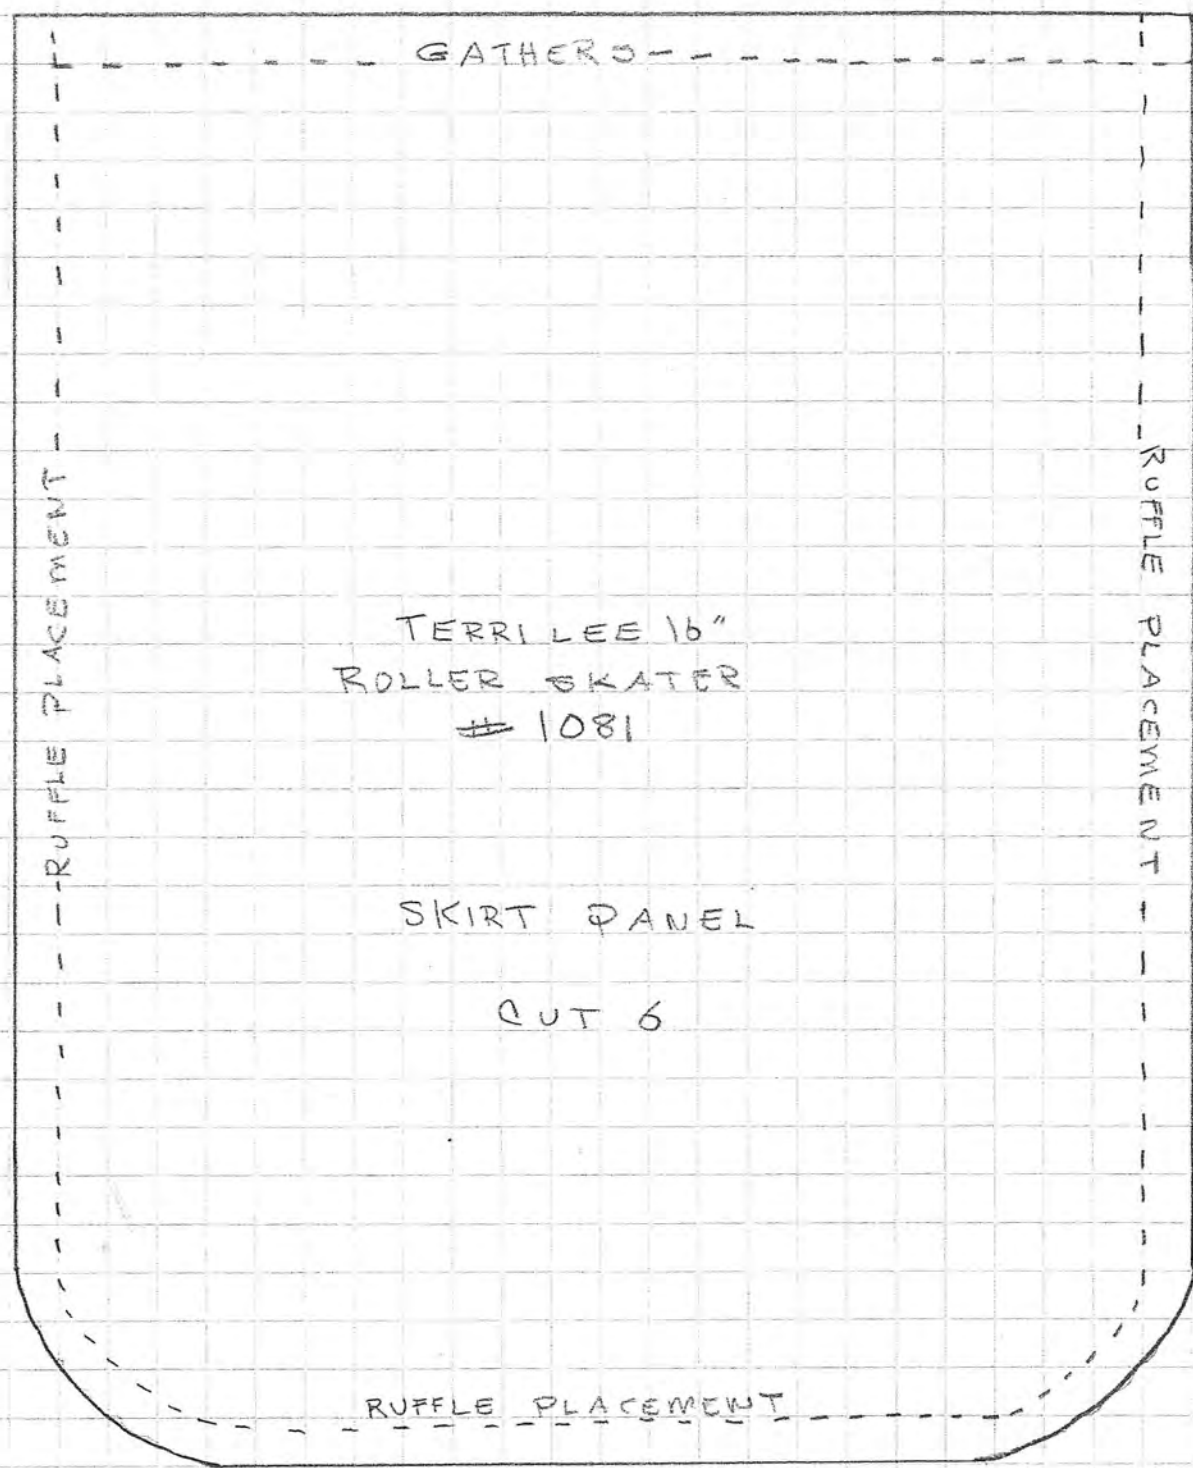 GATHERS
RUFFLE PLACEMENT
RUFFLE PLACEMENT
TERRI LEE 16"
ROLLER SKATER
# 1081
SKIRT PANEL
CUT 6
RUFFLE PLACEMENT